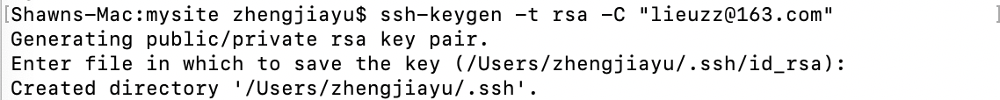 [Shawns-Mac:mysite zhengjiayu$ ssh-keygen -t rsa -C "lieuzz@163.com" ]
Generating public/private rsa key pair.
Enter file in which to save the key (/Users/zhengjiayu/.ssh/id_rsa):
Created directory '/Users/zhengjiayu/.ssh'.